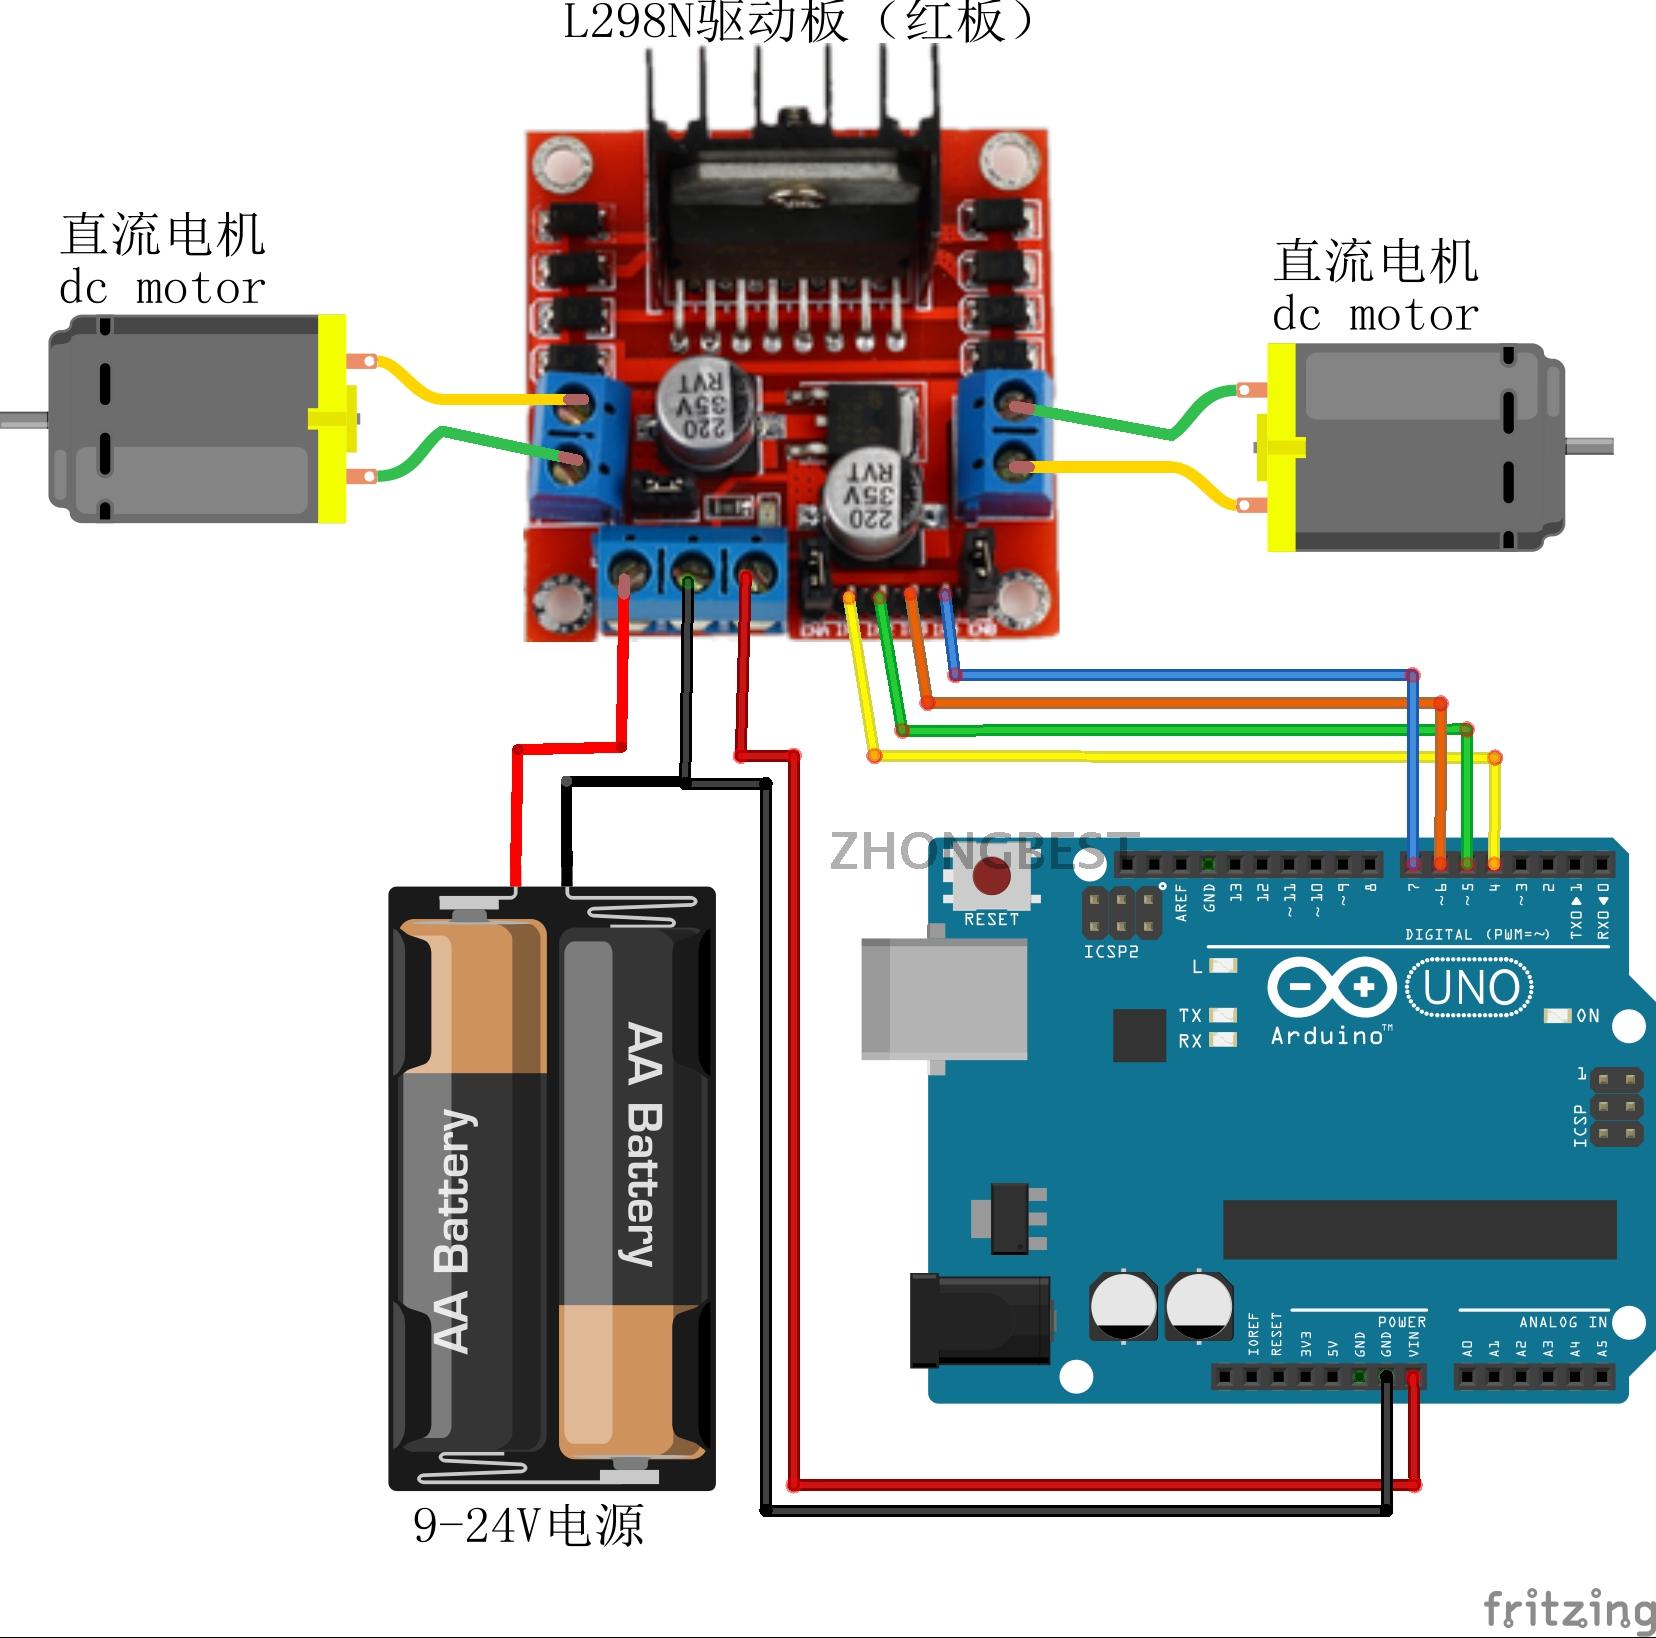 L298N驱动板（红板）
直流电机
dc motor
直流电机
dc motor
RVT
35V
220
RVT
35V
220
ZHONGBEST
RESET
ICSP2
AREF
GND
13
12
~11
~10
~9
8
7
~6
~5
4
~3
2
TX0▶1
RX0◀0
DIGITAL (PWM=~)
L
TX
RX
UNO
Arduino™
ON
1
ICSP
AA Battery
AA Battery
IOREF
RESET
3V3
5V
GND
GND
VIN
POWER
ANALOG IN
A0
A1
A2
A3
A4
A5
9-24V电源
fritzing